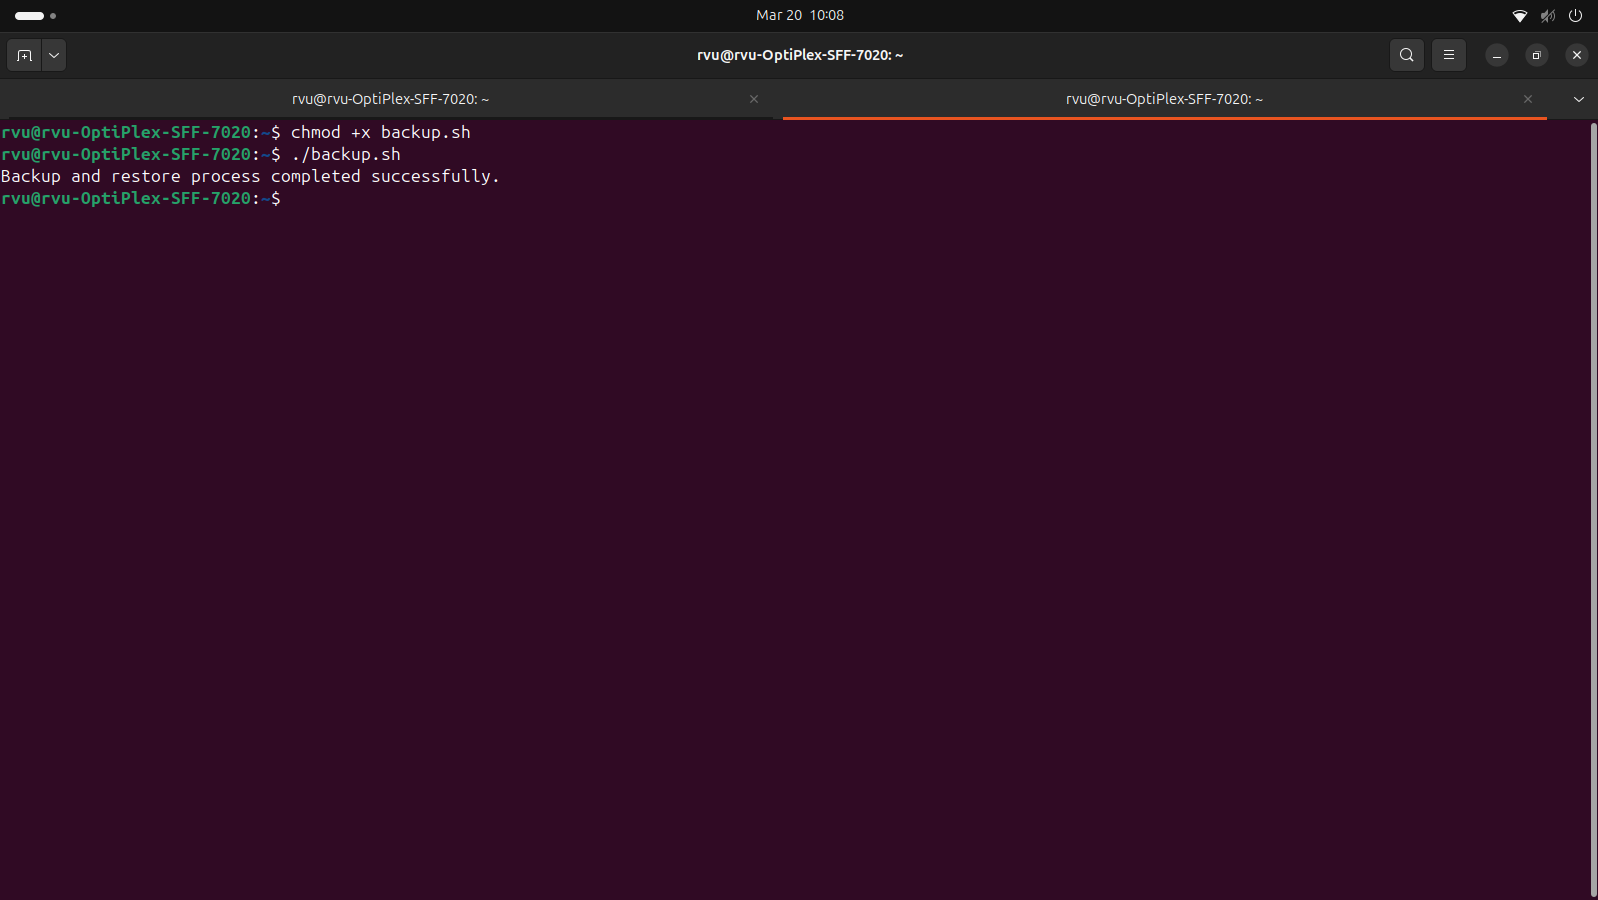 Mar 20 10:08
rvu@rvu-OptiPlex-SFF-7020: ~
rvu@rvu-OptiPlex-SFF-7020: ~
rvu@rvu-OptiPlex-SFF-7020: ~
rvu@rvu-OptiPlex-SFF-7020:~$ chmod +x backup.sh
rvu@rvu-OptiPlex-SFF-7020:~$ ./backup.sh
Backup and restore process completed successfully.
rvu@rvu-OptiPlex-SFF-7020:~$